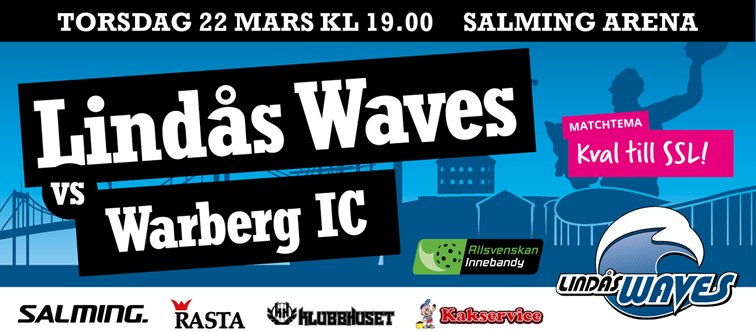 TORSDAG 22 MARS KL 19.00 SALMING ARENA
Lindås Waves
vs
Warberg IC
MATCHTEMA
Kval till SSL!
Allsvenskan
Innebandy
LINDÅS WAVES
SALMING.
RASTA
KLUBBHUSET
Kakservice